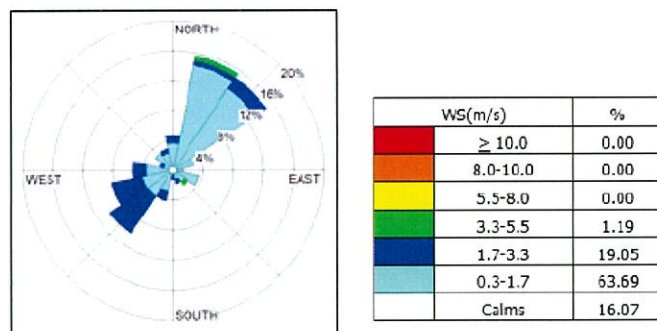 NORTH
20%
16%
12%
8%
4%
WEST
EAST
SOUTH
WS(m/s) %
≥ 10.0 0.00
8.0-10.0 0.00
5.5-8.0 0.00
3.3-5.5 1.19
1.7-3.3 19.05
0.3-1.7 63.69
Calms 16.07